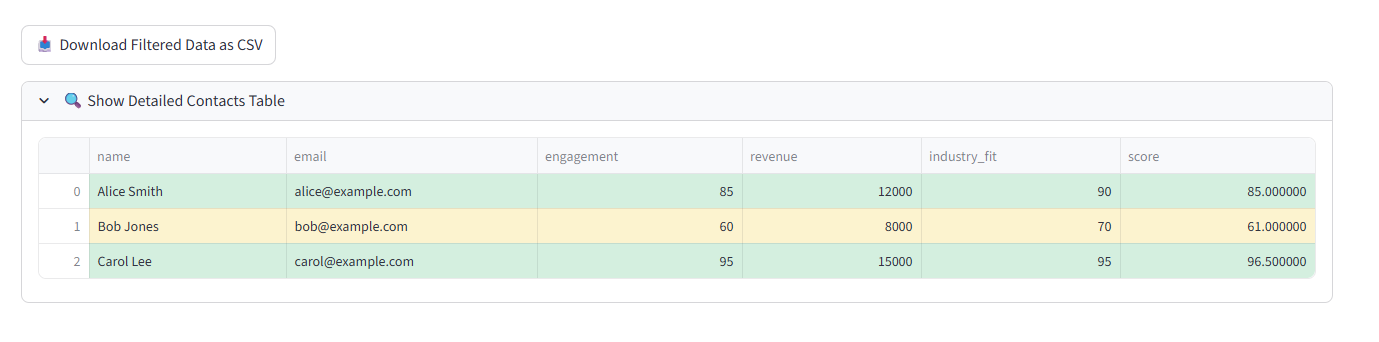 Download Filtered Data as CSV
Show Detailed Contacts Table
name email engagement revenue industry_fit score
0 Alice Smith alice@example.com 85 12000 90 85.000000
1 Bob Jones bob@example.com 60 8000 70 61.000000
2 Carol Lee carol@example.com 95 15000 95 96.500000